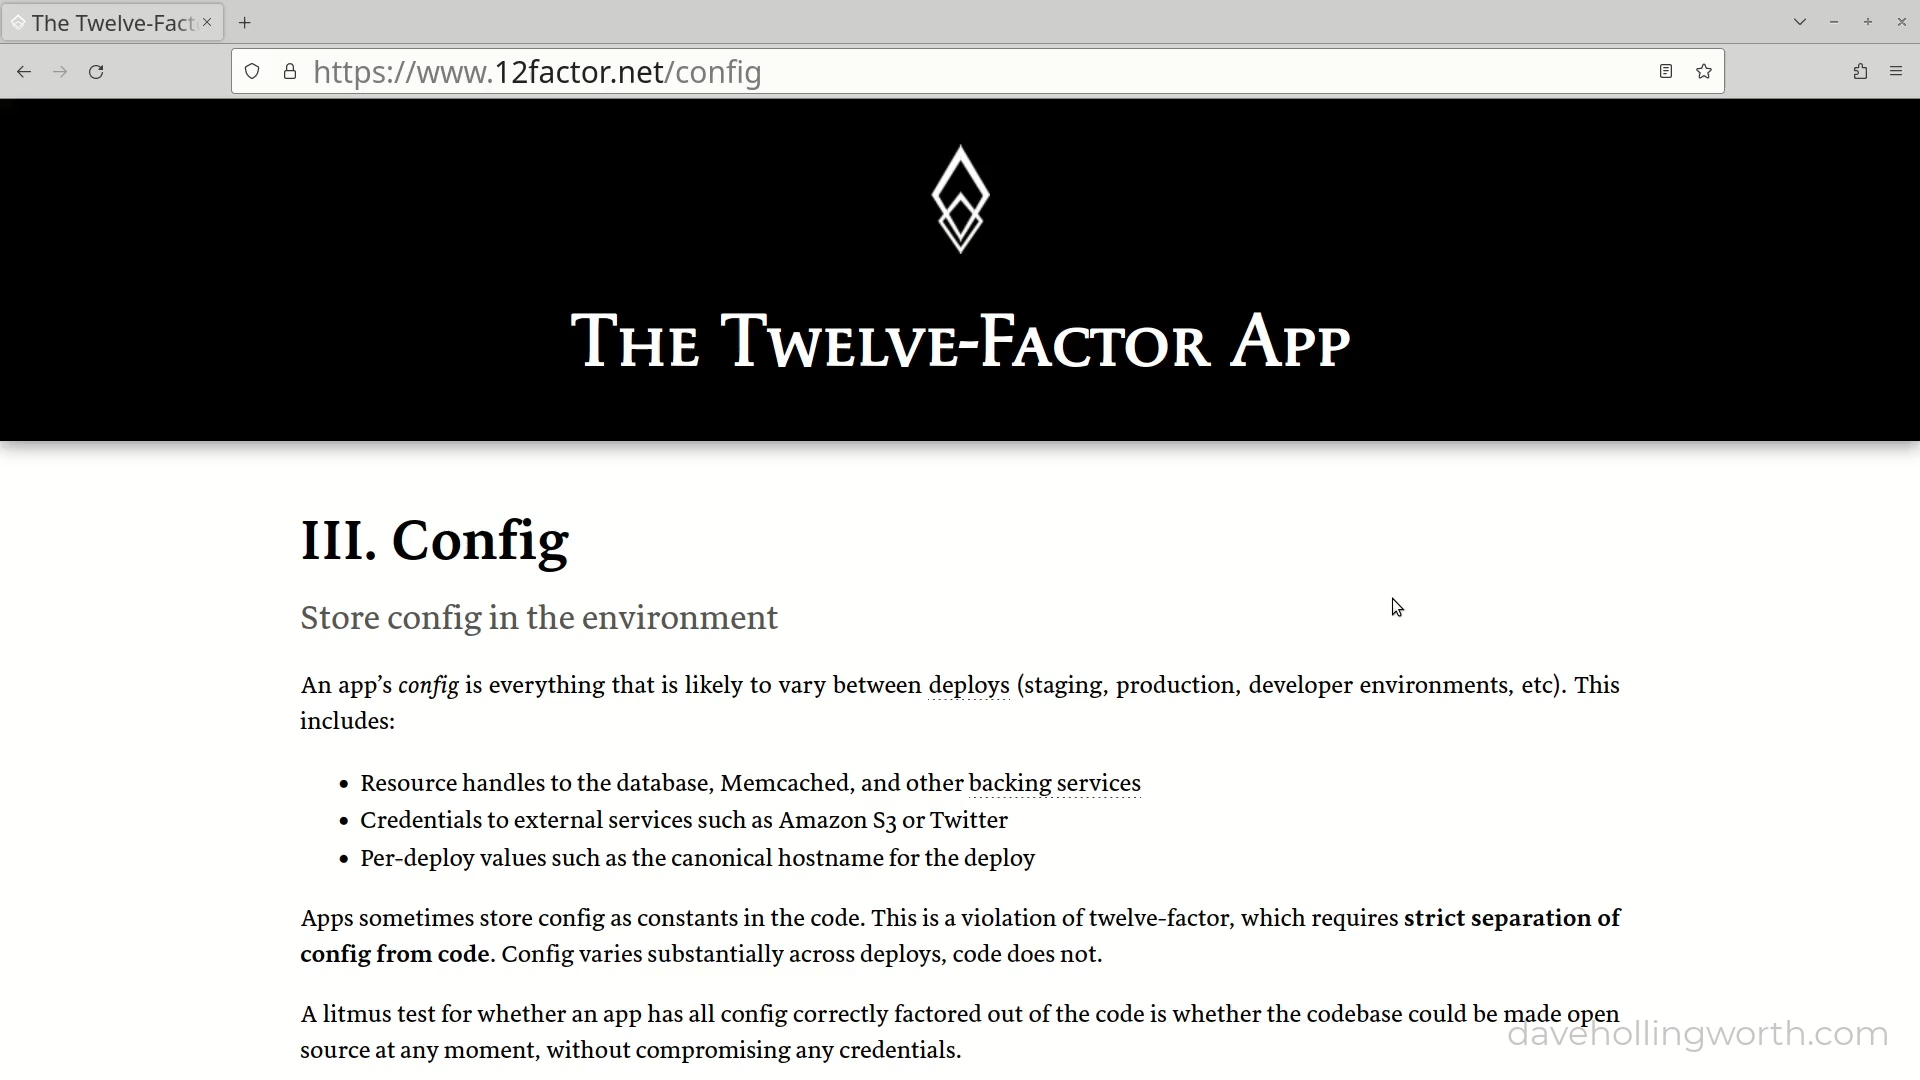 The Twelve-Fact
https://www.12factor.net/config
The Twelve-Factor App
III. Config
Store config in the environment
An app’s config is everything that is likely to vary between deploys (staging, production, developer environments, etc). This
includes:
• Resource handles to the database, Memcached, and other backing services
• Credentials to external services such as Amazon S3 or Twitter
• Per-deploy values such as the canonical hostname for the deploy
Apps sometimes store config as constants in the code. This is a violation of twelve-factor, which requires strict separation of
config from code. Config varies substantially across deploys, code does not.
A litmus test for whether an app has all config correctly factored out of the code is whether the codebase could be made open
source at any moment, without compromising any credentials.
davehollingworth.com